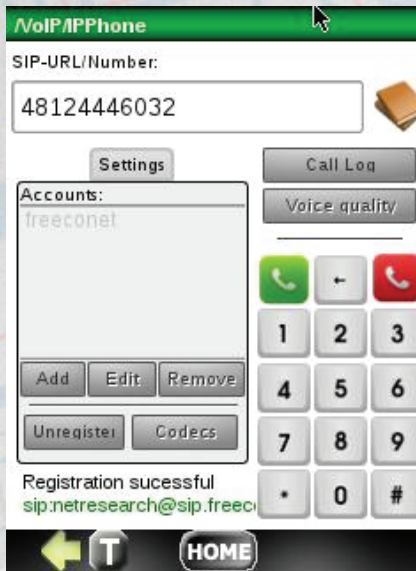 /VoIP/IPPhone
SIP-URL/Number:
48124446032
Settings
Call Log
Accounts:
Voice quality
freeconet
←
1 2 3
Add Edit Remove
4 5 6
Unregister Codecs
7 8 9
Registration sucessful
sip:netresearch@sip.freec
* 0 #
T HOME